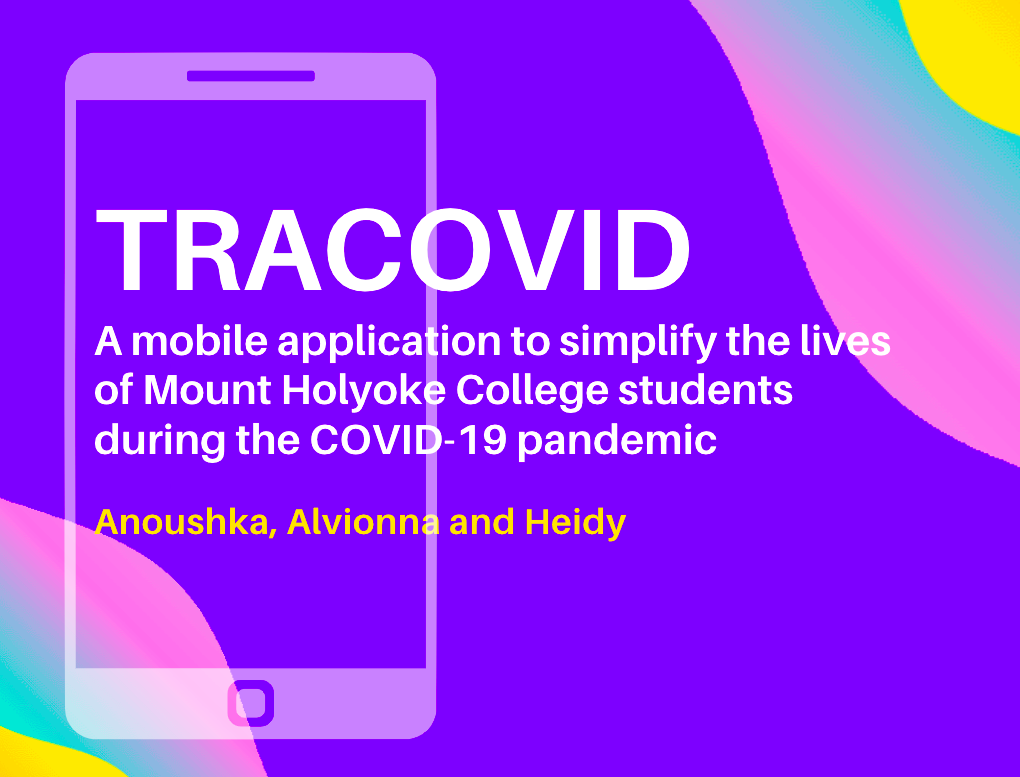 TRACOVID
A mobile application to simplify the lives
of Mount Holyoke College students
during the COVID-19 pandemic
Anoushka, Alvionna and Heidy